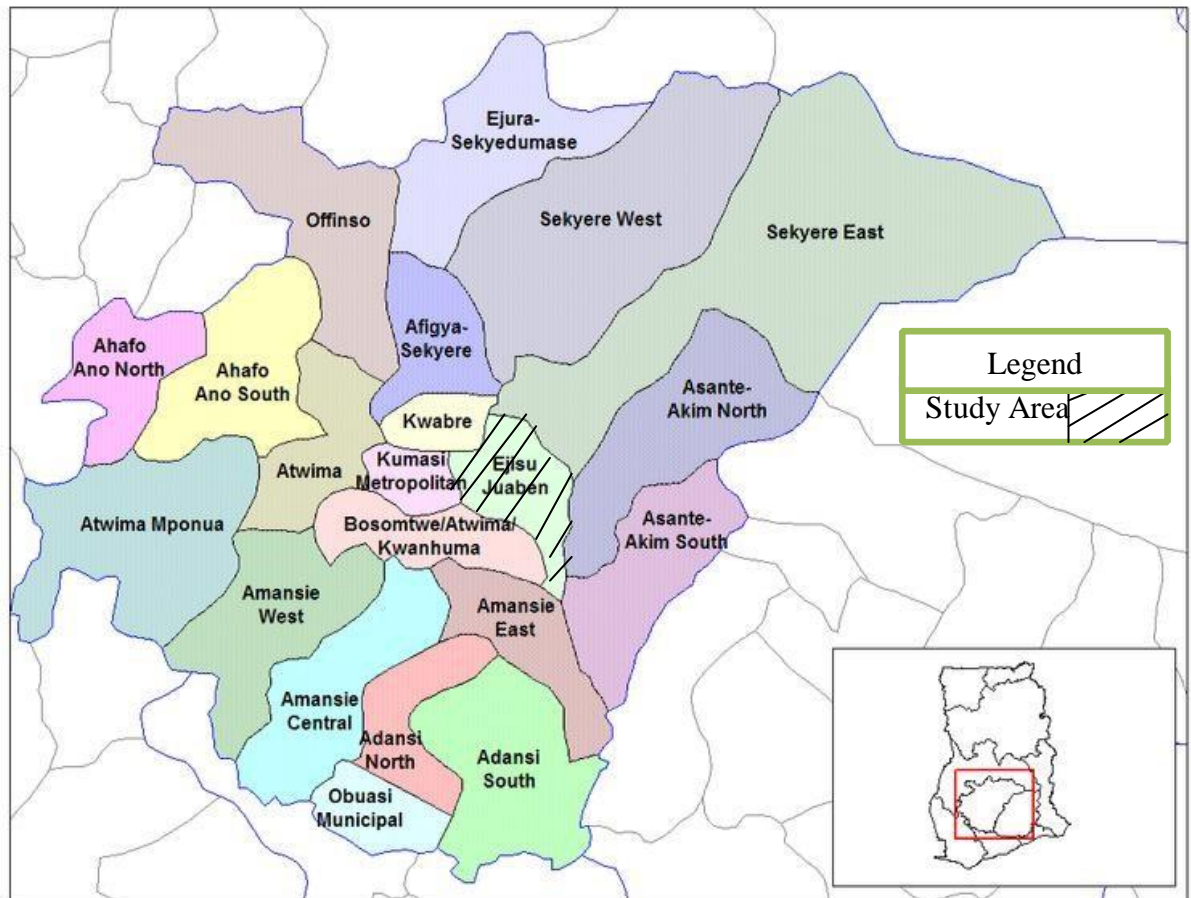 Ejura-
Sekyedumase
Offinso
Sekyere West
Sekyere East
Afigya-
Sekyere
Ahafo
Ano North
Ahafo
Ano South
Legend
Study Area
Asante-
Akim North
Kwabre
Kumasi
Metropolitan
Ejisu
Juaben
Atwima
Atwima Mponua
Bosomtwe/Atwima/
Kwanhuma
Asante-
Akim South
Amansie
West
Amansie
East
Amansie
Central
Adansi
North
Adansi
South
Obuasi
Municipal